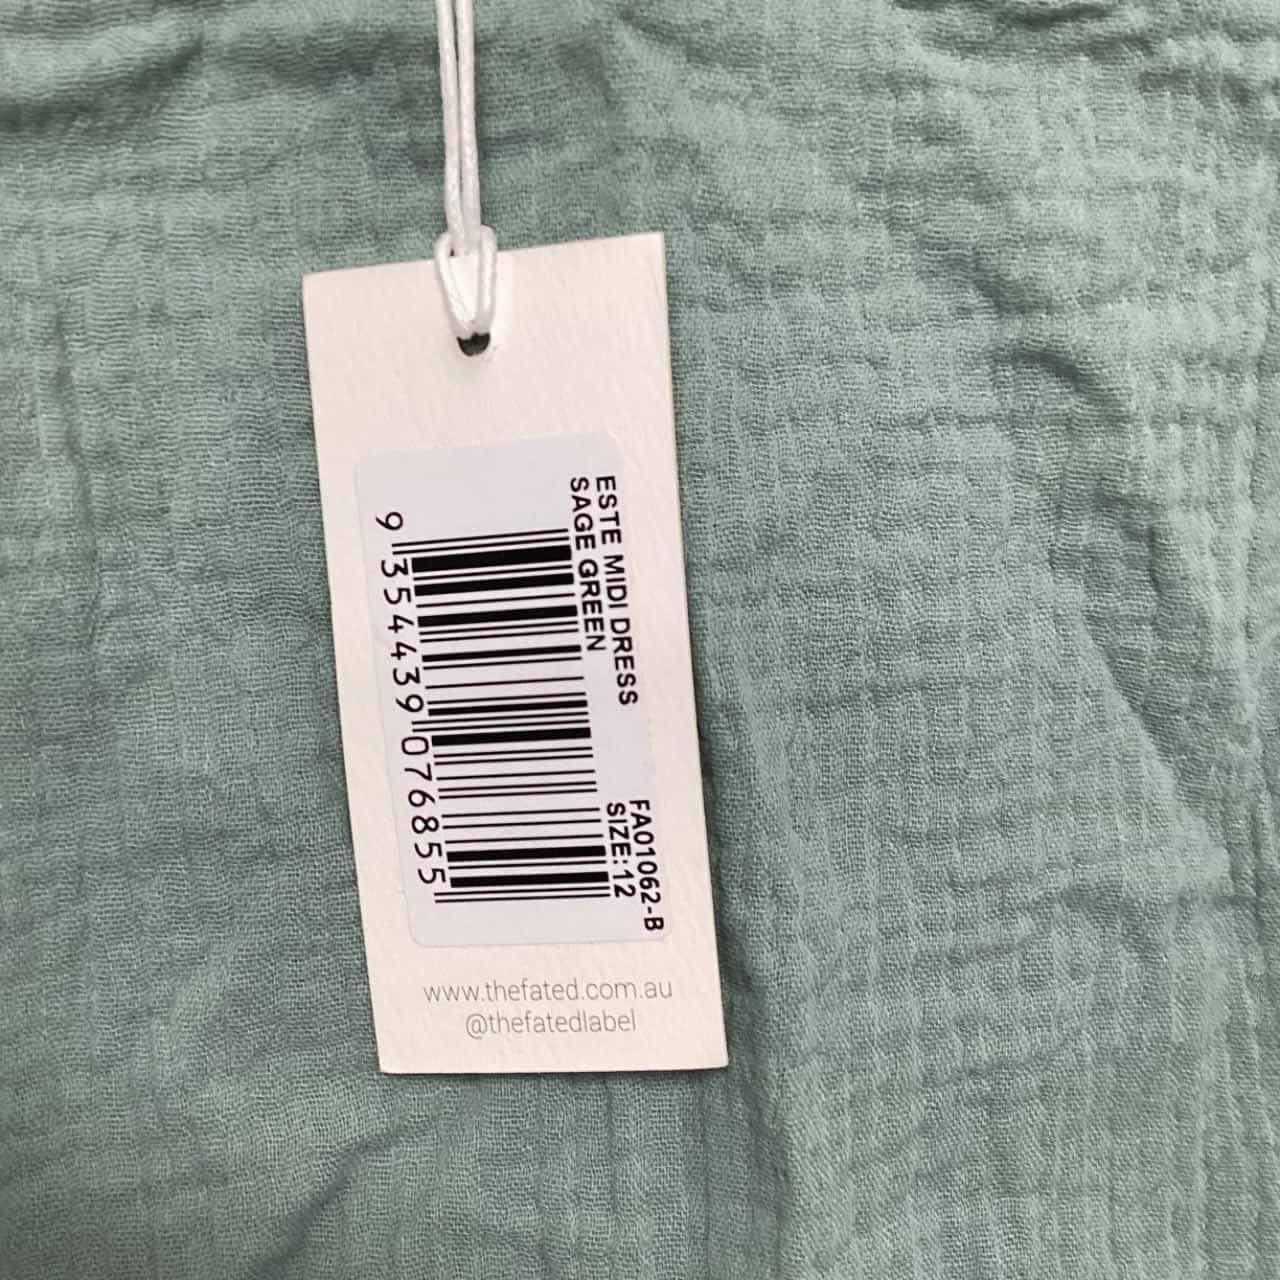 ESTE MIDI DRESS
SAGE GREEN
FA01062-B
SIZE:12
9 354439 076855
www.thefated.com.au
@thefatedlabel